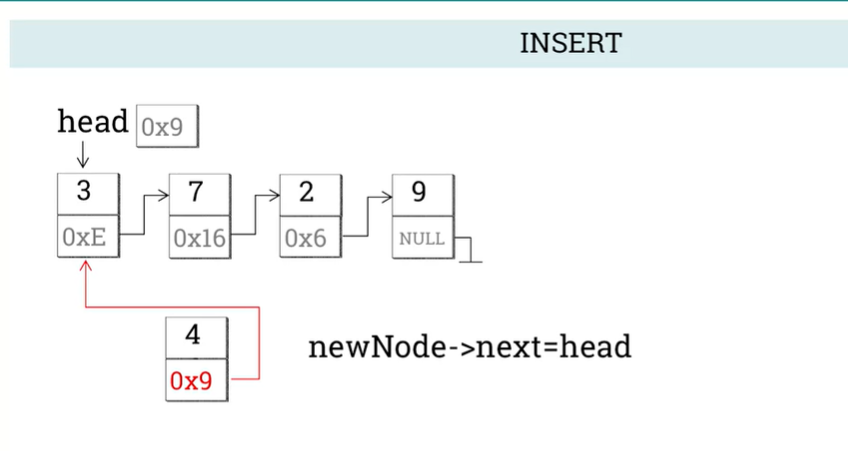 INSERT
head 0x9
3 7 2 9
0xE 0x16 0x6 NULL
4
newNode->next=head
0x9